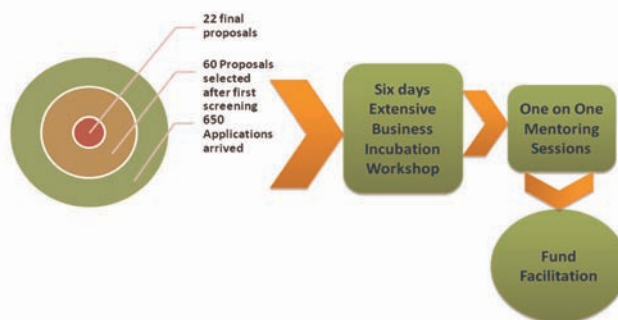 22 final
proposals
60 Proposals
selected
after first
screening
650
Applications
arrived
Six days
Extensive
Business
Incubation
Workshop
One on One
Mentoring
Sessions
Fund
Facilitation